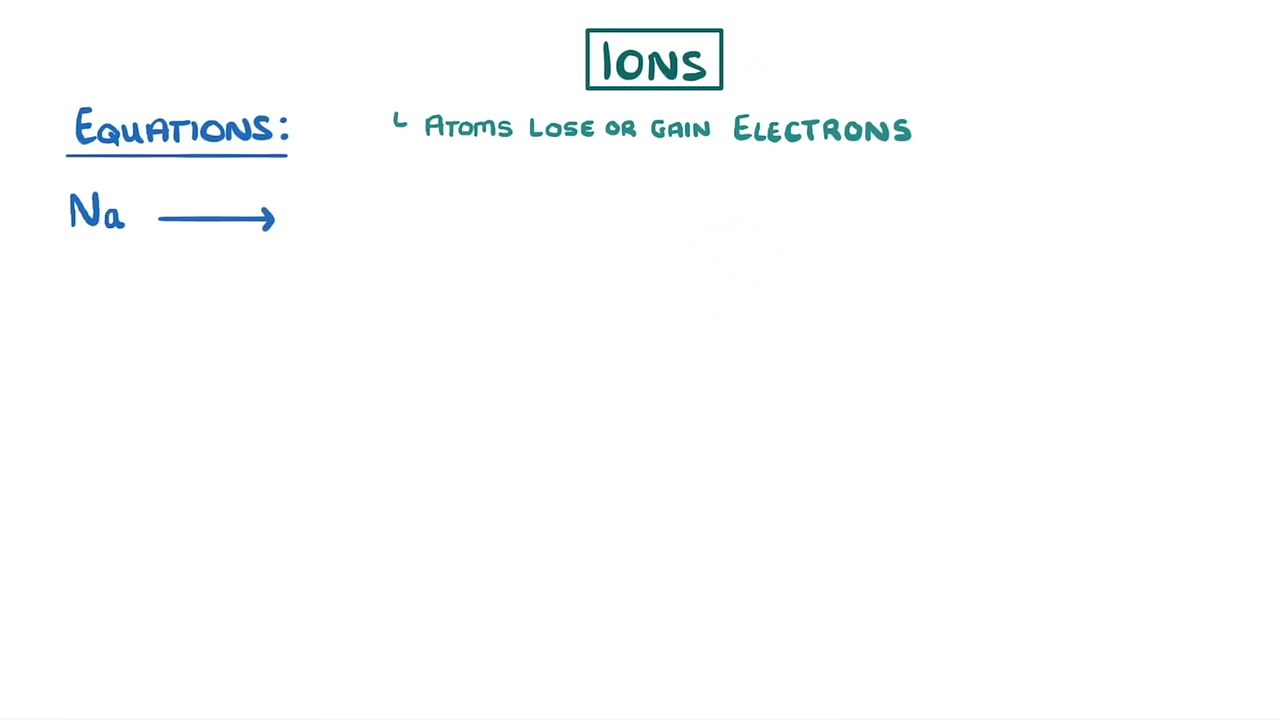 IONS
EQUATIONS:
ATOMS LOSE OR GAIN ELECTRONS
Na →